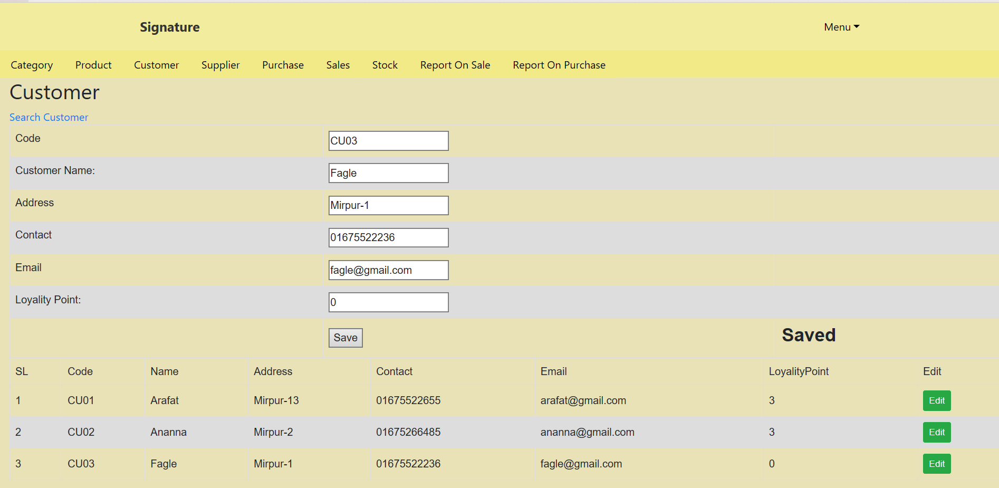 Signature Menu
Category Product Customer Supplier Purchase Sales Stock Report On Sale Report On Purchase
Customer
Search Customer
Code CU03
Customer Name: Fagle
Address Mirpur-1
Contact 01675522236
Email fagle@gmail.com
Loyality Point: 0
Save Saved
SL Code Name Address Contact Email LoyalityPoint Edit
1 CU01 Arafat Mirpur-13 01675522655 arafat@gmail.com 3 Edit
2 CU02 Ananna Mirpur-2 01675266485 ananna@gmail.com 3 Edit
3 CU03 Fagle Mirpur-1 01675522236 fagle@gmail.com 0 Edit